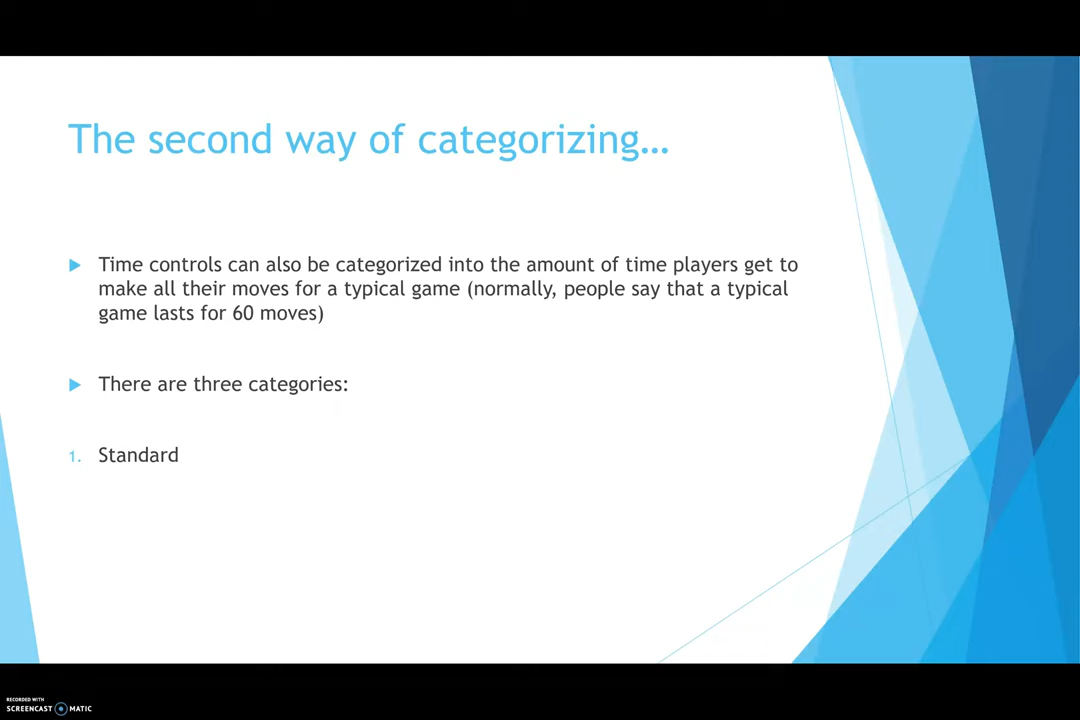 The second way of categorizing…
Time controls can also be categorized into the amount of time players get to
make all their moves for a typical game (normally, people say that a typical
game lasts for 60 moves)
There are three categories:
1. Standard
RECORDED WITH
SCREENCAST MATIC